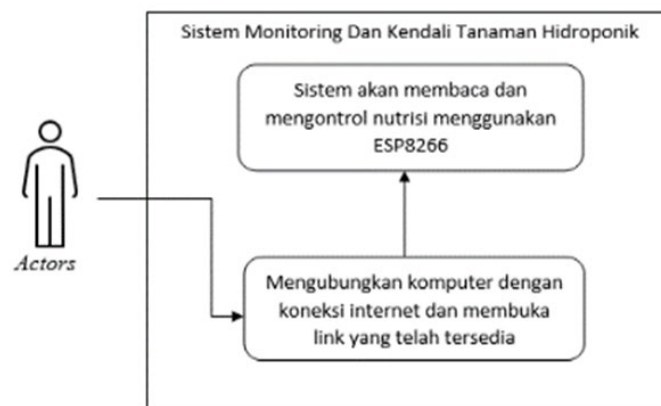 Sistem Monitoring Dan Kendali Tanaman Hidroponik
Sistem akan membaca dan
mengontrol nutrisi menggunakan
ESP8266
Actors
Mengubungkan komputer dengan
koneksi internet dan membuka
link yang telah tersedia